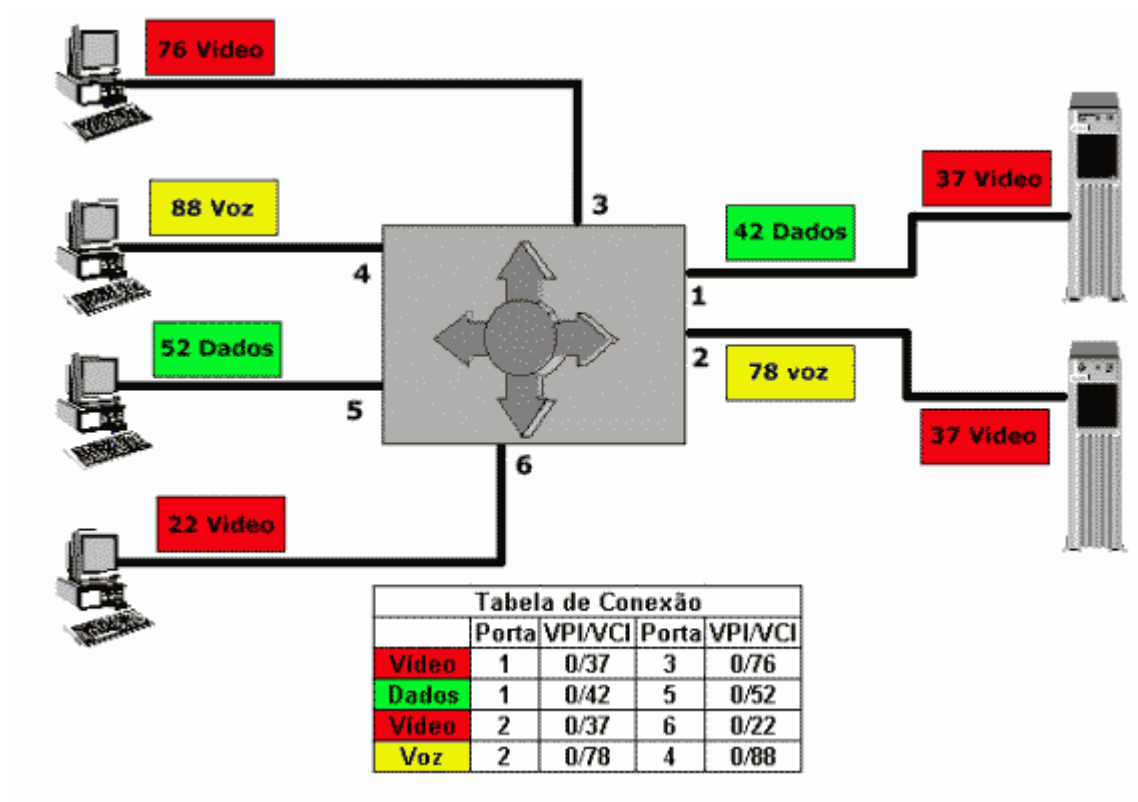 76 Video
88 Voz
3
37 Video
42 Dados
4
1
52 Dados
2
78 voz
5
37 Video
6
22 Video
Tabela de Conexão
Porta VPI/VCI Porta VPI/VCI
Vídeo 1 0/37 3 0/76
Dados 1 0/42 5 0/52
Vídeo 2 0/37 6 0/22
Voz 2 0/78 4 0/88